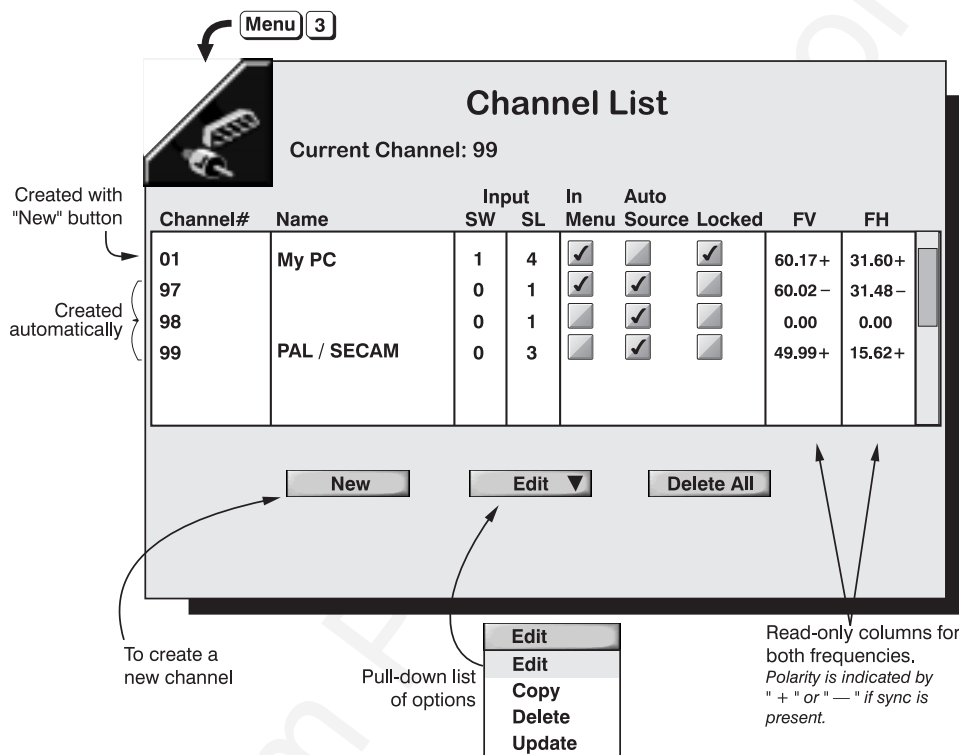 Menu 3
Channel List
Current Channel: 99
Created with
"New" button
Input In Auto
Channel# Name SW SL Menu Source Locked FV FH
01 My PC 1 4 60.17+ 31.60+
97 0 1 60.02– 31.48–
Created
automatically
98 0 1 0.00 0.00
99 PAL / SECAM 0 3 49.99+ 15.62+
New Edit Delete All
To create a
new channel
Pull-down list
of options
Edit
Edit
Copy
Delete
Update
Read-only columns for
both frequencies.
Polarity is indicated by
" + " or " — " if sync is
present.